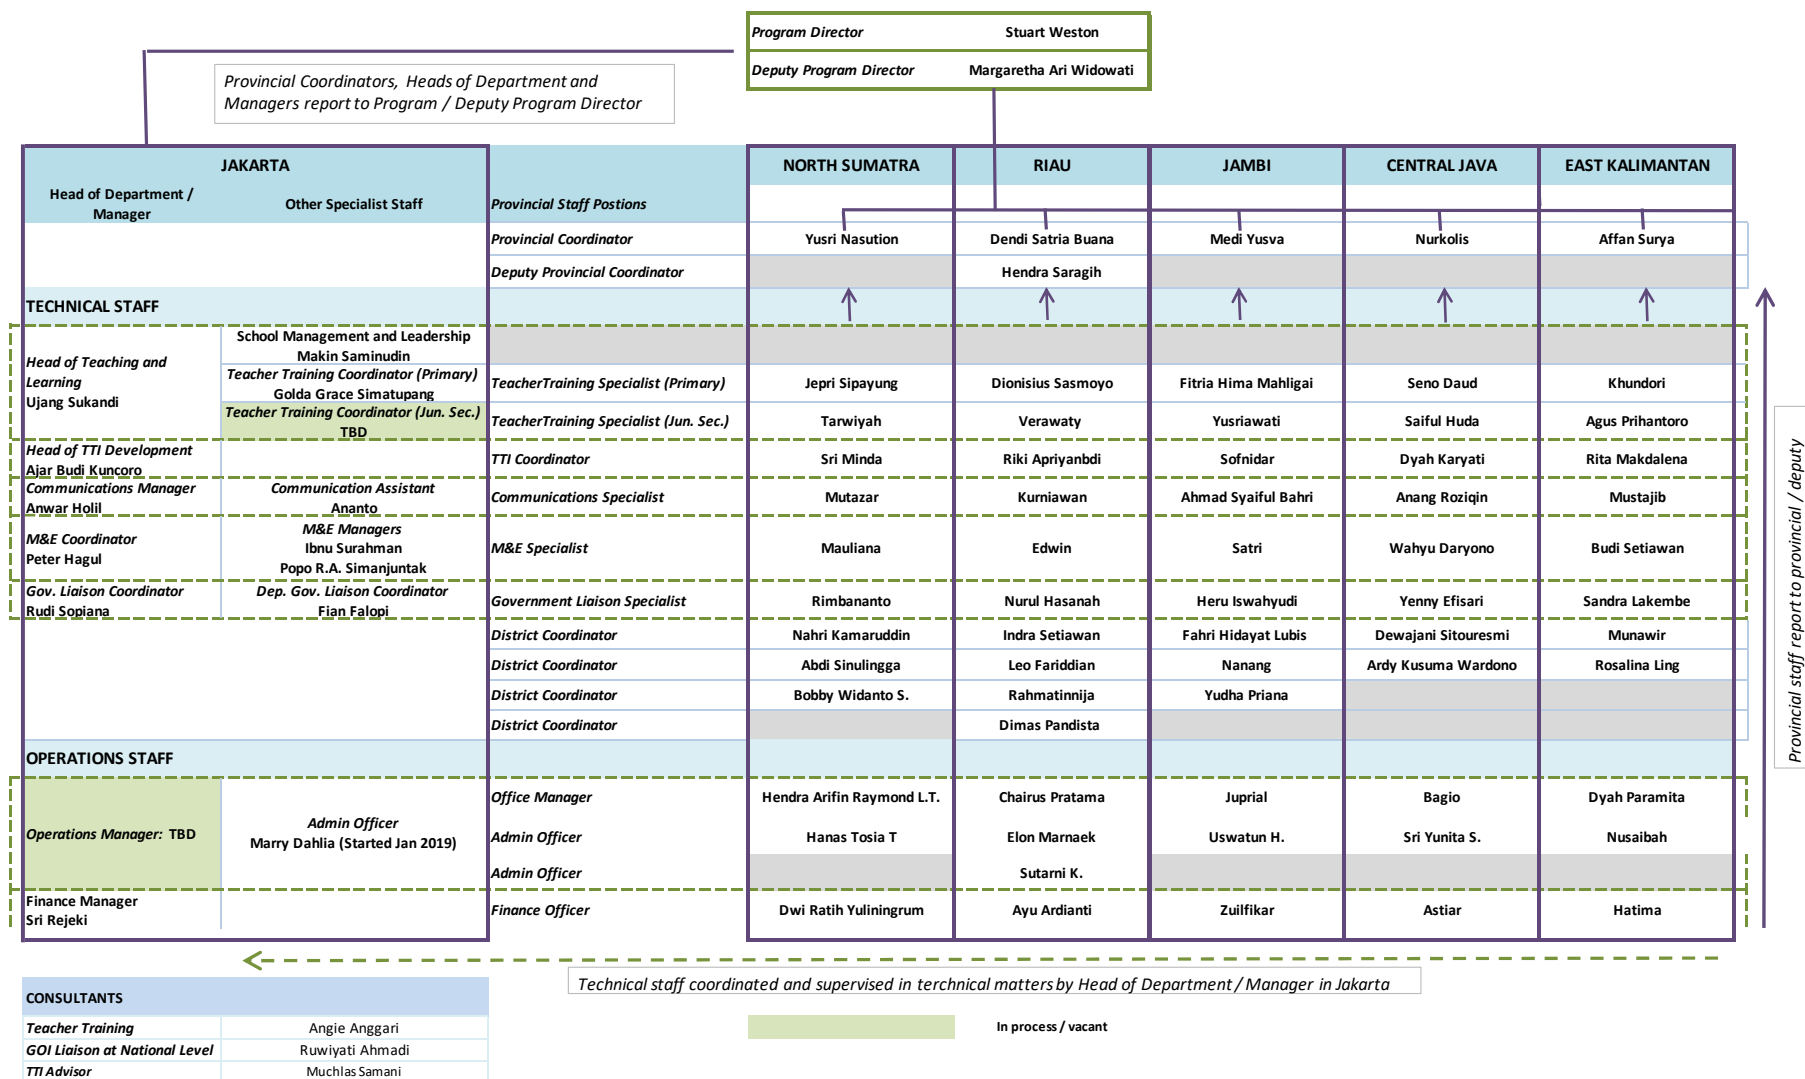 Program Director Stuart Weston
Deputy Program Director Margaretha Ari Widowati
Provincial Coordinators, Heads of Department and
Managers report to Program / Deputy Program Director
JAKARTA NORTH SUMATRA RIAU JAMBI CENTRAL JAVA EAST KALIMANTAN
Head of Department /
Manager
Other Specialist Staff
Provincial Staff Postions
Provincial Coordinator Yusri Nasution Dendi Satria Buana Medi Yusva Nurkolis Affan Surya
Deputy Provincial Coordinator Hendra Saragih
TECHNICAL STAFF
Head of Teaching and
Learning
Ujang Sukandi
School Management and Leadership
Makin Saminudin
Teacher Training Coordinator (Primary)
Golda Grace Simatupang
TeacherTraining Specialist (Primary) Jepri Sipayung Dionisius Sasmoyo Fitria Hima Mahligai Seno Daud Khundori
Teacher Training Coordinator (Jun. Sec.)
TBD
TeacherTraining Specialist (Jun. Sec.) Tarwiyah Verawaty Yusriawati Saiful Huda Agus Prihantoro
Head of TTI Development
Ajar Budi Kuncoro
TTI Coordinator Sri Minda Riki Apriyanbdi Sofnidar Dyah Karyati Rita Makdalena
Communications Manager
Anwar Holil
Communication Assistant
Ananto
Communications Specialist Mutazar Kurniawan Ahmad Syaiful Bahri Anang Roziqin Mustajib
M&E Coordinator
Peter Hagul
M&E Managers
Ibnu Surahman
Popo R.A. Simanjuntak
M&E Specialist Mauliana Edwin Satri Wahyu Daryono Budi Setiawan
Gov. Liaison Coordinator
Rudi Sopiana
Dep. Gov. Liaison Coordinator
Fian Falopi
Government Liaison Specialist Rimbananto Nurul Hasanah Heru Iswahyudi Yenny Efisari Sandra Lakembe
District Coordinator Nahri Kamaruddin Indra Setiawan Fahri Hidayat Lubis Dewajani Sitouresmi Munawir
District Coordinator Abdi Sinulingga Leo Fariddian Nanang Ardy Kusuma Wardono Rosalina Ling
District Coordinator Bobby Widanto S. Rahmatinnija Yudha Priana
District Coordinator Dimas Pandista
OPERATIONS STAFF
Operations Manager: TBD
Admin Officer
Marry Dahlia (Started Jan 2019)
Office Manager Hendra Arifin Raymond L.T. Chairus Pratama Juprial Bagio Dyah Paramita
Admin Officer Hanas Tosia T Elon Marnaek Uswatun H. Sri Yunita S. Nusaibah
Admin Officer Sutarni K.
Finance Manager
Sri Rejeki
Finance Officer Dwi Ratih Yuliningrum Ayu Ardianti Zuilfikar Astiar Hatima
Provincial staff report to provincial / deputy
Technical staff coordinated and supervised in terchnical matters by Head of Department / Manager in Jakarta
CONSULTANTS
Teacher Training Angie Anggari
GOI Liaison at National Level Ruwiyati Ahmadi
TTI Advisor Muchlas Samani
In process / vacant